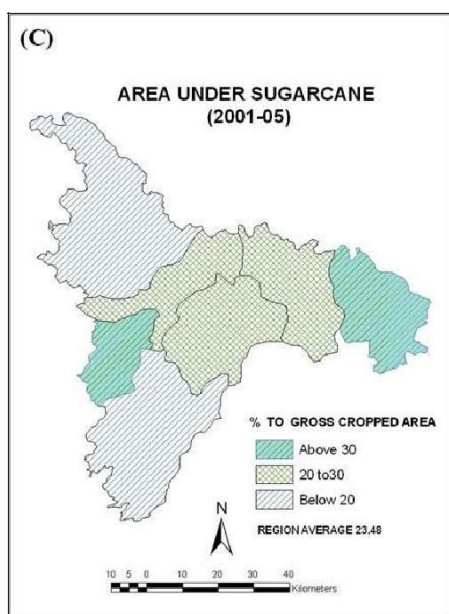 (C)
AREA UNDER SUGARCANE
(2001-05)
% TO GROSS CROPPED AREA
Above 30
20 to30
Below 20
N
REGION AVERAGE 23.48
10 5 0 10 20 30 40
Kilometers